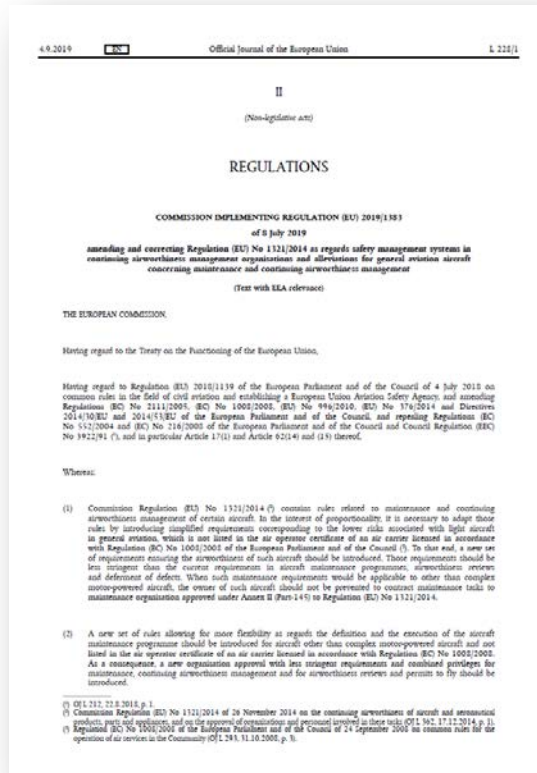 4.9.2019 EN Official Journal of the European Union L 228/1
II
(Non-legislative acts)
REGULATIONS
COMMISSION IMPLEMENTING REGULATION (EU) 2019/1383
of 8 July 2019
amending and correcting Regulation (EU) No 1321/2014 as regards safety management systems in
continuing airworthiness management organisations and alleviations for general aviation aircraft
concerning maintenance and continuing airworthiness management
(Text with EEA relevance)
THE EUROPEAN COMMISSION,
Having regard to the Treaty on the Functioning of the European Union,
Having regard to Regulation (EU) 2018/1139 of the European Parliament and of the Council of 4 July 2018 on
common rules in the field of civil aviation and establishing a European Union Aviation Safety Agency, and amending
Regulations (EC) No 2111/2005, (EC) No 1008/2008, (EU) No 996/2010, (EU) No 376/2014 and Directives
2014/30/EU and 2014/53/EU of the European Parliament and of the Council, and repealing Regulations (EC)
No 552/2004 and (EC) No 216/2008 of the European Parliament and of the Council and Council Regulation (EEC)
No 3922/91 (¹), and in particular Article 17(1) and Article 62(14) and (15) thereof,
Whereas:
(1) Commission Regulation (EU) No 1321/2014 (²) contains rules related to maintenance and continuing
airworthiness management of certain aircraft. In the interest of proportionality, it is necessary to adapt those
rules by introducing simplified requirements corresponding to the lower risks associated with light aircraft
in general aviation, which is not listed in the air operator certificate of an air carrier licensed in accordance
with Regulation (EC) No 1008/2008 of the European Parliament and of the Council (³). To that end, a new set
of requirements ensuring the airworthiness of such aircraft should be introduced. Those requirements should be
less stringent than the current requirements in aircraft maintenance programmes, airworthiness reviews
and deferment of defects. When such maintenance requirements would be applicable to other than complex
motor-powered aircraft, the owner of such aircraft should not be prevented to contract maintenance tasks to
maintenance organisation approved under Annex II (Part-145) to Regulation (EU) No 1321/2014.
(2) A new set of rules allowing for more flexibility as regards the definition and the execution of the aircraft
maintenance programme should be introduced for aircraft other than complex motor-powered aircraft and not
listed in the air operator certificate of an air carrier licensed in accordance with Regulation (EC) No 1008/2008.
As a consequence, a new organisation approval with less stringent requirements and combined privileges for
maintenance, continuing airworthiness management and for airworthiness reviews and permits to fly should be
introduced.
(¹) OJ L 212, 22.8.2018, p. 1.
(²) Commission Regulation (EU) No 1321/2014 of 26 November 2014 on the continuing airworthiness of aircraft and aeronautical
products, parts and appliances, and on the approval of organisations and personnel involved in these tasks (OJ L 362, 17.12.2014, p. 1).
(³) Regulation (EC) No 1008/2008 of the European Parliament and of the Council of 24 September 2008 on common rules for the
operation of air services in the Community (OJ L 293, 31.10.2008, p. 3).